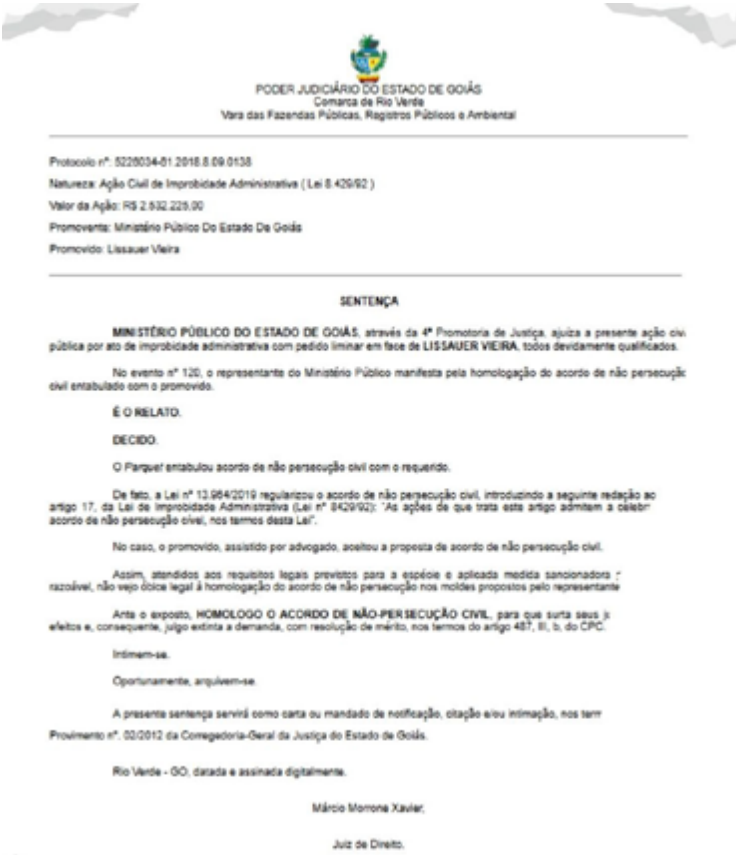 PODER JUDICIÁRIO DO ESTADO DE GOIÁS
Comarca de Rio Verde
Vara das Fazendas Públicas, Registros Públicos e Ambiental
Protocolo nº: 5226034-81.2018.8.09.0138
Natureza: Ação Civil de Improbidade Administrativa ( Lei 8.429/92 )
Valor da Ação: R$ 2.532.225,00
Promovente: Ministério Público Do Estado De Goiás
Promovido: Lissauer Vieira
SENTENÇA
MINISTÉRIO PÚBLICO DO ESTADO DE GOIÁS, através da 4ª Promotoria de Justiça, ajuiza a presente ação civi
pública por ato de improbidade administrativa com pedido liminar em face de LISSAUER VIEIRA, todos devidamente qualificados.
No evento nº 120, o representante do Ministério Público manifesta pela homologação do acordo de não persecução
civil entabulado com o promovido.
É O RELATO.
DECIDO.
O Parquet entabulou acordo de não persecução civil com o requerido.
De fato, a Lei nº 13.964/2019 regularizou o acordo de não persecução civil, introduzindo a seguinte redação ao
artigo 17, da Lei de Improbidade Administrativa (Lei nº 8429/92): "As ações de que trata este artigo admitem a celebr
acordo de não persecução cível, nos termos desta Lei".
No caso, o promovido, assistido por advogado, aceitou a proposta de acordo de não persecução civil.
Assim, atendidos aos requisitos legais previstos para a espécie e aplicada medida sancionadora
razoável, não vejo óbice legal à homologação do acordo de não persecução nos moldes propostos pelo representante
Ante o exposto, HOMOLOGO O ACORDO DE NÃO-PERSECUÇÃO CIVIL, para que surta seus
efeitos e, consequente, julgo extinta a demanda, com resolução de mérito, nos termos do artigo 487, III, b, do CPC.
Intimem-se.
Oportunamente, arquivem-se.
A presente sentença servirá como carta ou mandado de notificação, citação e/ou intimação, nos term
Provimento nº. 02/2012 da Corregedoria-Geral da Justiça do Estado de Goiás.
Rio Verde - GO, datada e assinada digitalmente.
Márcio Morrone Xavier,
Juiz de Direito.